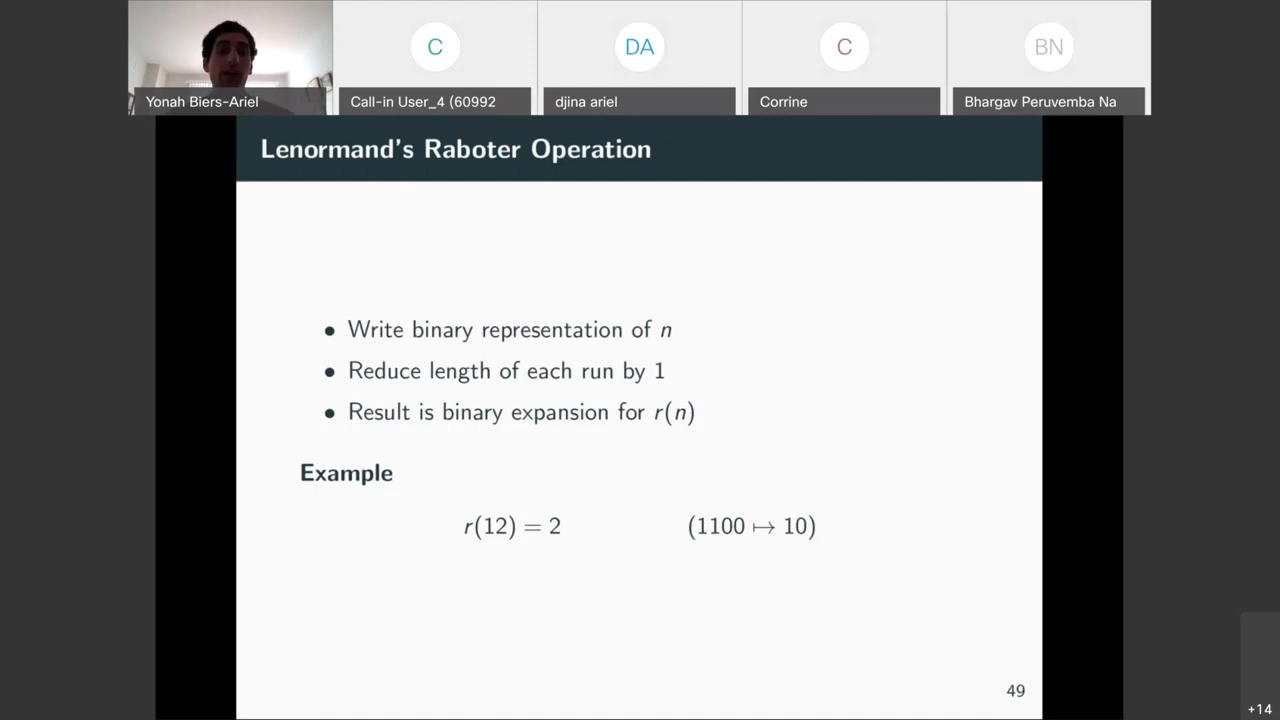 C
DA
C
BN
Yonah Biers-Ariel
Call-in User_4 (60992
djina ariel
Corrine
Bhargav Peruvemba Na
Lenormand's Raboter Operation
• Write binary representation of n
• Reduce length of each run by 1
• Result is binary expansion for r(n)
Example
r(12) = 2 (1100 ↦ 10)
49
+14